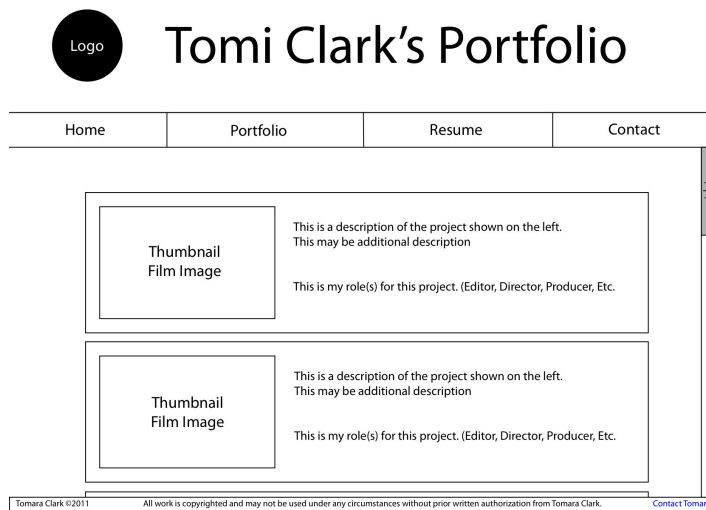 Logo
Tomi Clark's Portfolio
Home Portfolio Resume Contact
Thumbnail
Film Image
This is a description of the project shown on the left.
This may be additional description
This is my role(s) for this project. (Editor, Director, Producer, Etc.
Thumbnail
Film Image
This is a description of the project shown on the left.
This may be additional description
This is my role(s) for this project. (Editor, Director, Producer, Etc.
Tomara Clark ©2011 All work is copyrighted and may not be used under any circumstances without prior written authorization from Tomara Clark. Contact Tomar